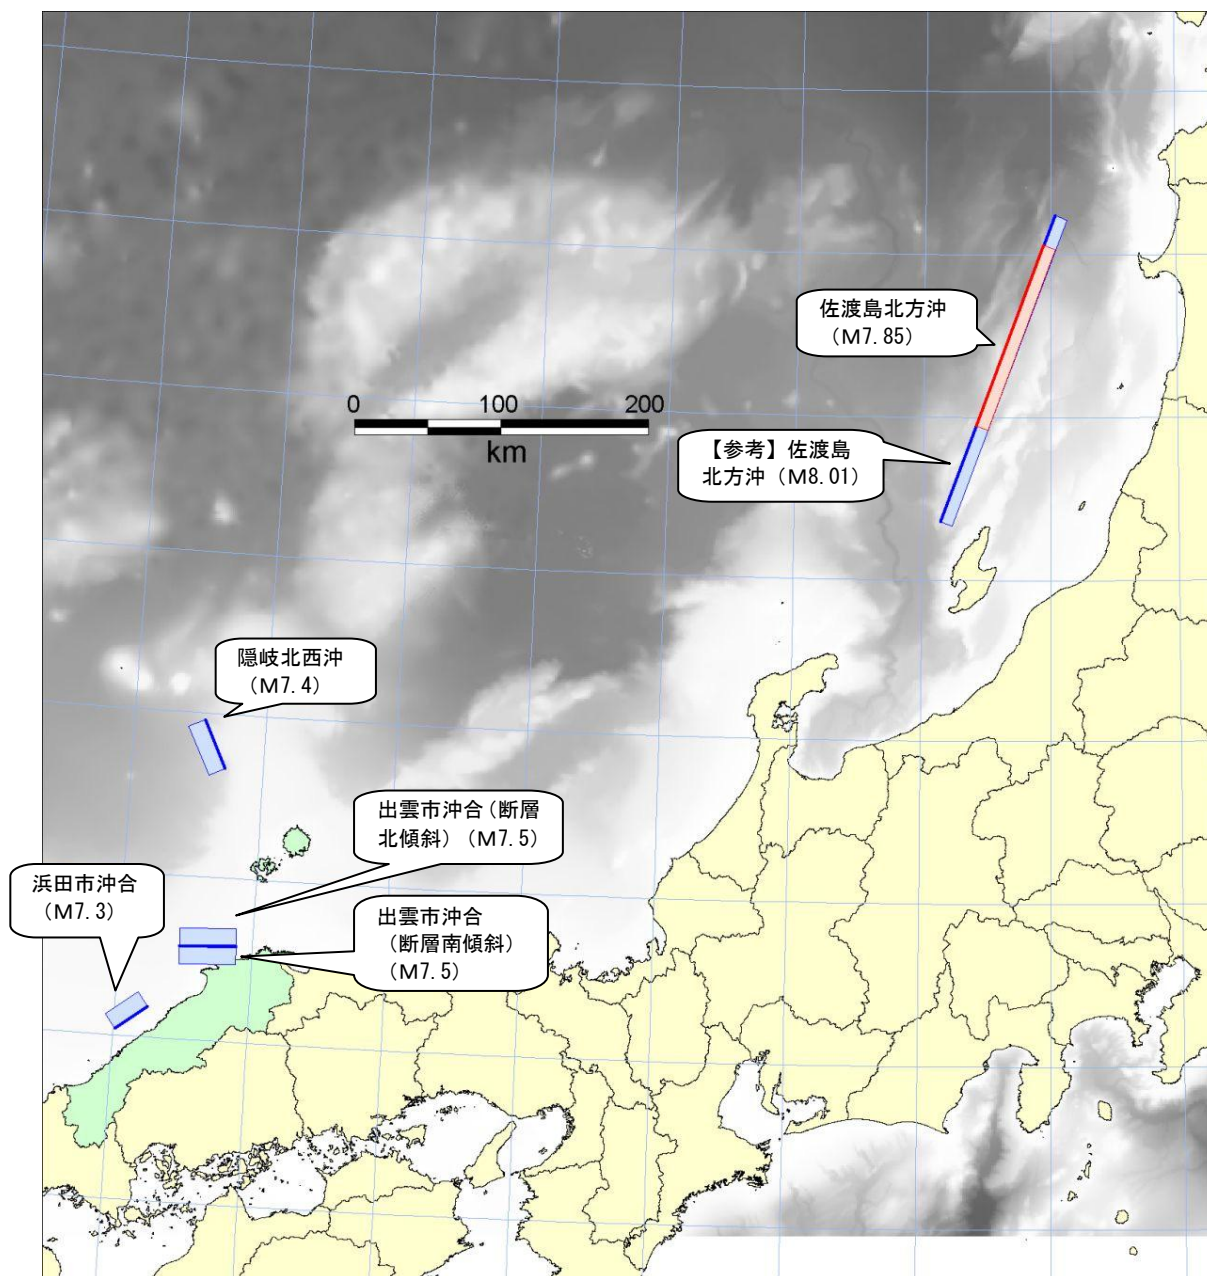 佐渡島北方沖
（M7.85）
0 100 200
km
【参考】佐渡島
北方沖（M8.01）
隠岐北西沖
（M7.4）
出雲市沖合（断層
北傾斜）（M7.5）
浜田市沖合
（M7.3）
出雲市沖合
（断層南傾斜）
（M7.5）